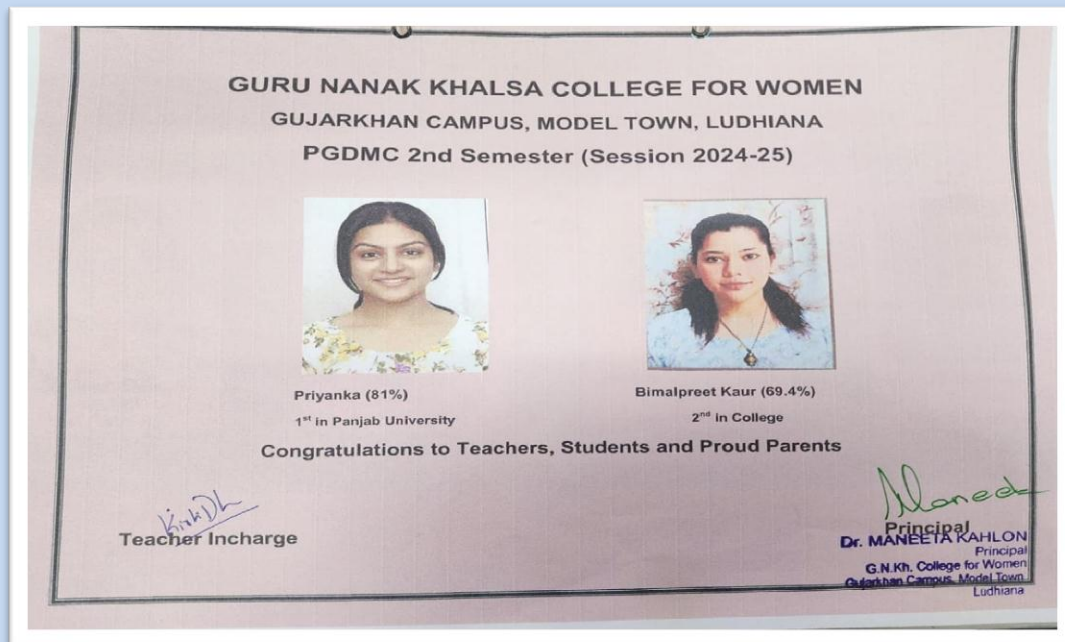 GURU NANAK KHALSA COLLEGE FOR WOMEN
GUJARKHAN CAMPUS, MODEL TOWN, LUDHIANA
PGDMC 2nd Semester (Session 2024-25)
Priyanka (81%)
1st in Panjab University
Bimalpreet Kaur (69.4%)
2nd in College
Congratulations to Teachers, Students and Proud Parents
Teacher Incharge
Maneeta
Principal
Dr. MANEETA KAHLON
Principal
G.N.Kh. College for Women
Gujarkhan Campus, Model Town
Ludhiana